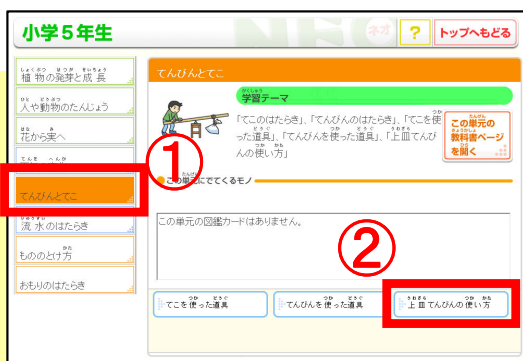 小学5年生
NEO
ネオ
?
トップへもどる
植物の発芽と成長
人や動物のたんじょう
花から実へ
てんびんとてこ
流水のはたらき
もののとけ方
おもりのはたらき
てんびんとてこ
学習テーマ
「てこのはたらき」、「てんびんのはたらき」、「てこを使
った道具」、「てんびんを使った道具」、「上皿てんび
んの使い方」
この単元の
教科書ページ
を開く
この単元にでてくるモノ
この単元の図鑑カードはありません。
てこを使った道具
てんびんを使った道具
上皿てんびんの使い方
①
②